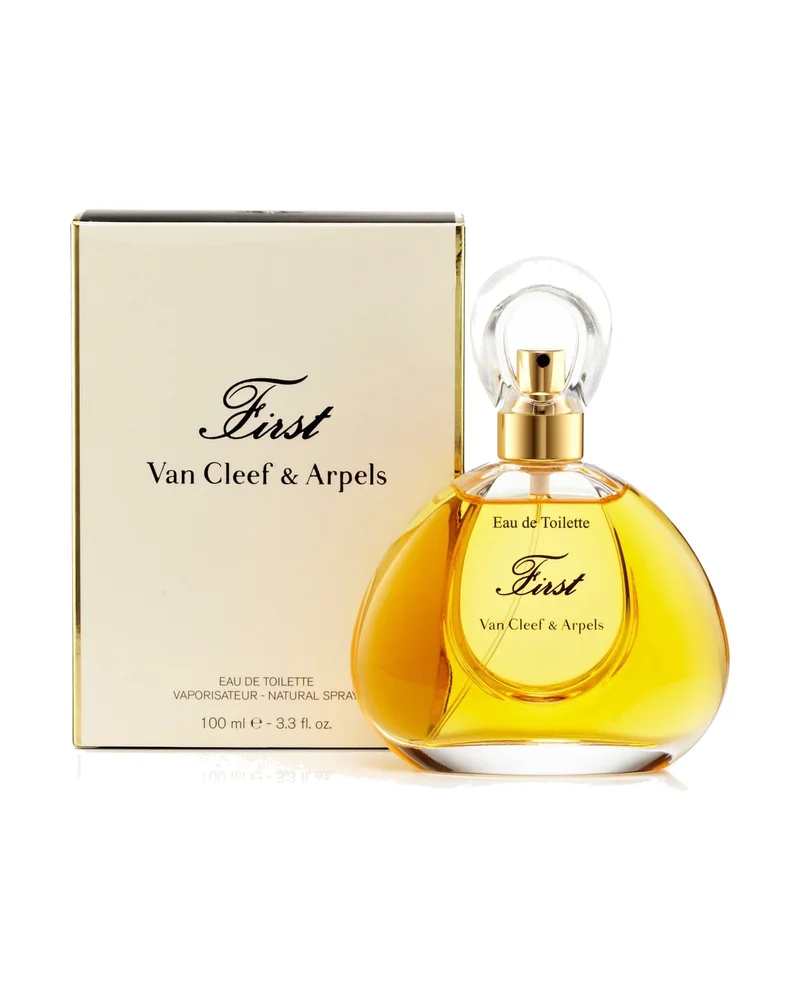 First
Van Cleef & Arpels
EAU DE TOILETTE
VAPORISATEUR - NATURAL SPRAY
100 ml ℮ - 3.3 fl. oz.
Eau de Toilette
First
Van Cleef & Arpels